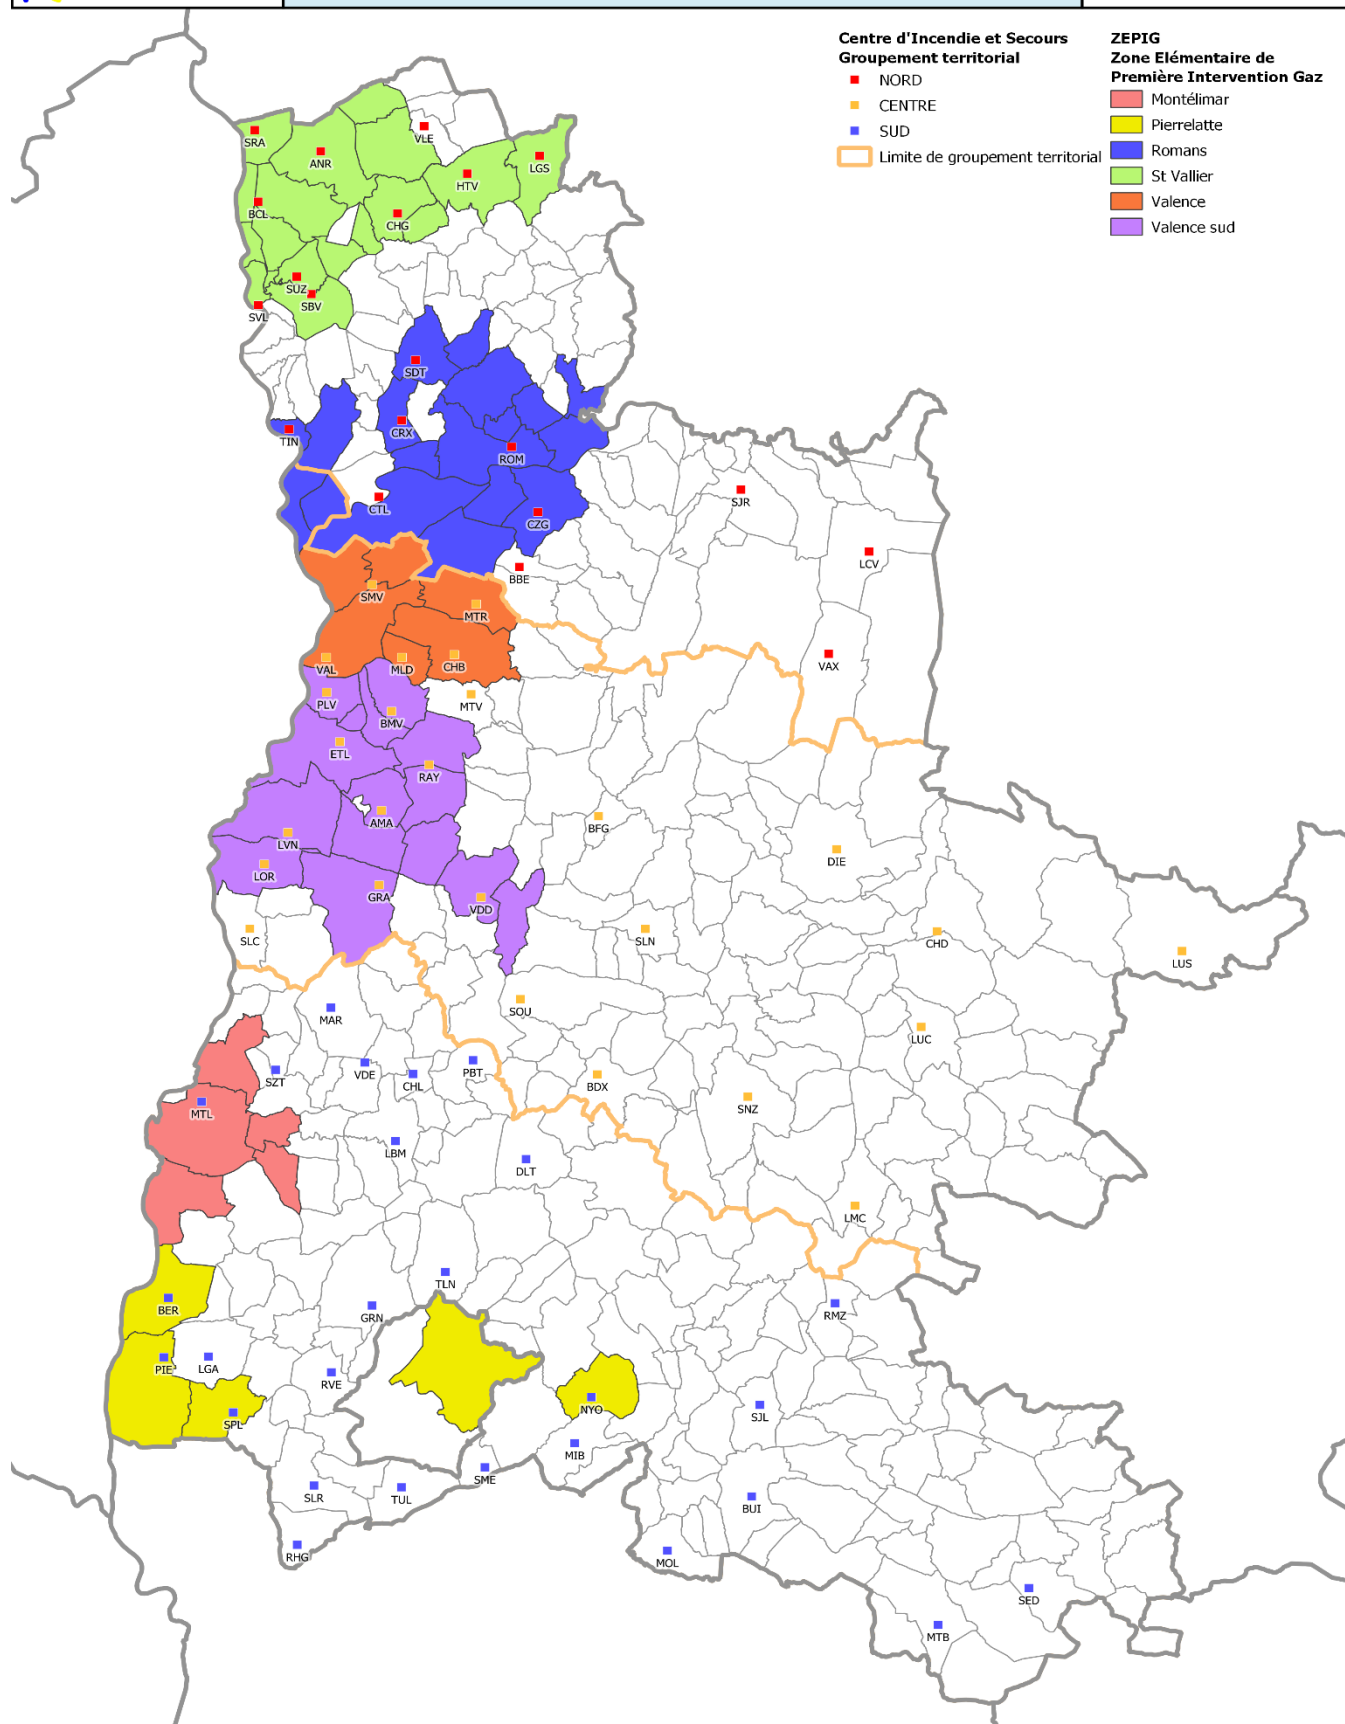 Centre d'Incendie et Secours
Groupement territorial
NORD
CENTRE
SUD
Limite de groupement territorial
ZEPIG
Zone Elémentaire de
Première Intervention Gaz
Montélimar
Pierrelatte
Romans
St Vallier
Valence
Valence sud
VLE
SRA
ANR
LGS
HTV
BCL
CHG
SUZ
SBV
SVL
SDT
CRX
TIN
ROM
CTL
CZG
SJR
LCV
BBE
SMV
MTR
VAL
MLD
CHB
VAX
PLV
MTV
BMV
ETL
RAY
AMA
BFG
LVN
DIE
LOR
GRA
VDD
SLC
SLN
CHD
LUS
MAR
SOU
LUC
SZT
VDE
CHL
PBT
BDX
MTL
SNZ
LBM
DLT
LMC
TLN
BER
GRN
RMZ
PIE
LGA
RVE
NYO
SPL
SJL
MIB
SME
SLR
TUL
BUI
RHG
MOL
SED
MTB